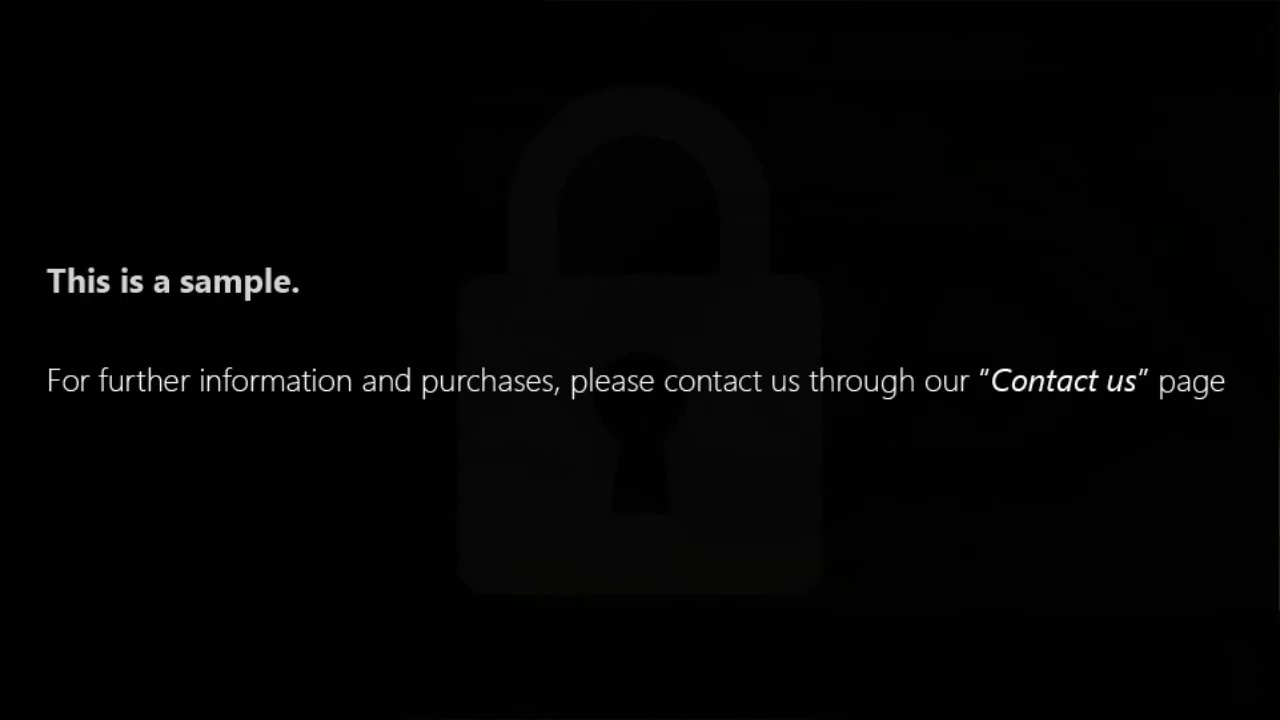 This is a sample.
For further information and purchases, please contact us through our “Contact us” page